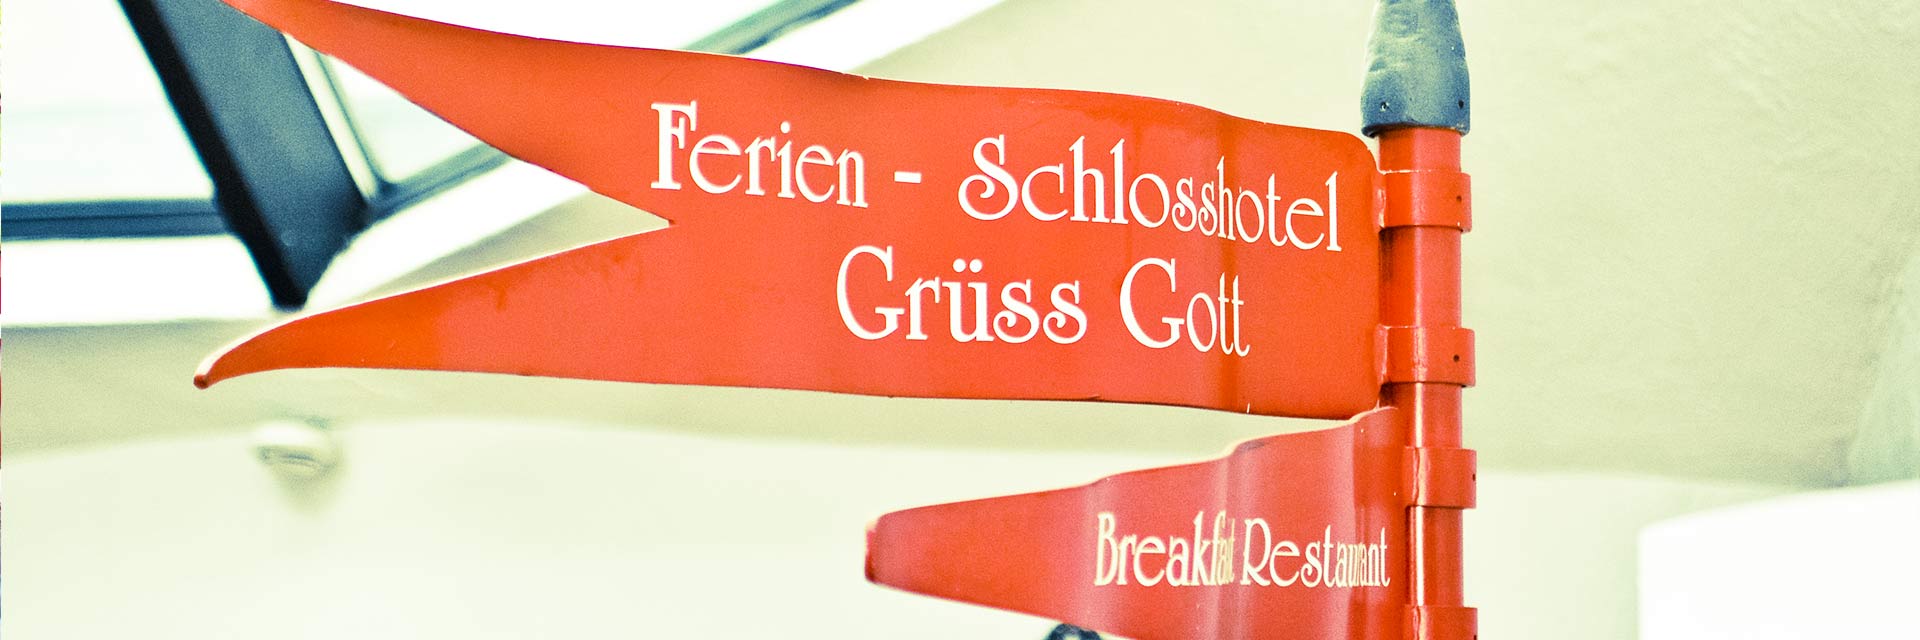 Ferien - Schlosshotel
Grüss Gott
Breakfast Restaurant